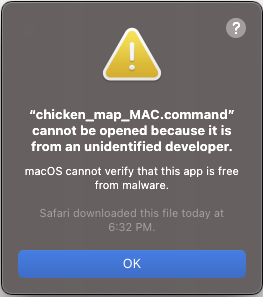 ?
“chicken_map_MAC.command”
cannot be opened because it is
from an unidentified developer.
macOS cannot verify that this app is free
from malware.
Safari downloaded this file today at
6:32 PM.
OK